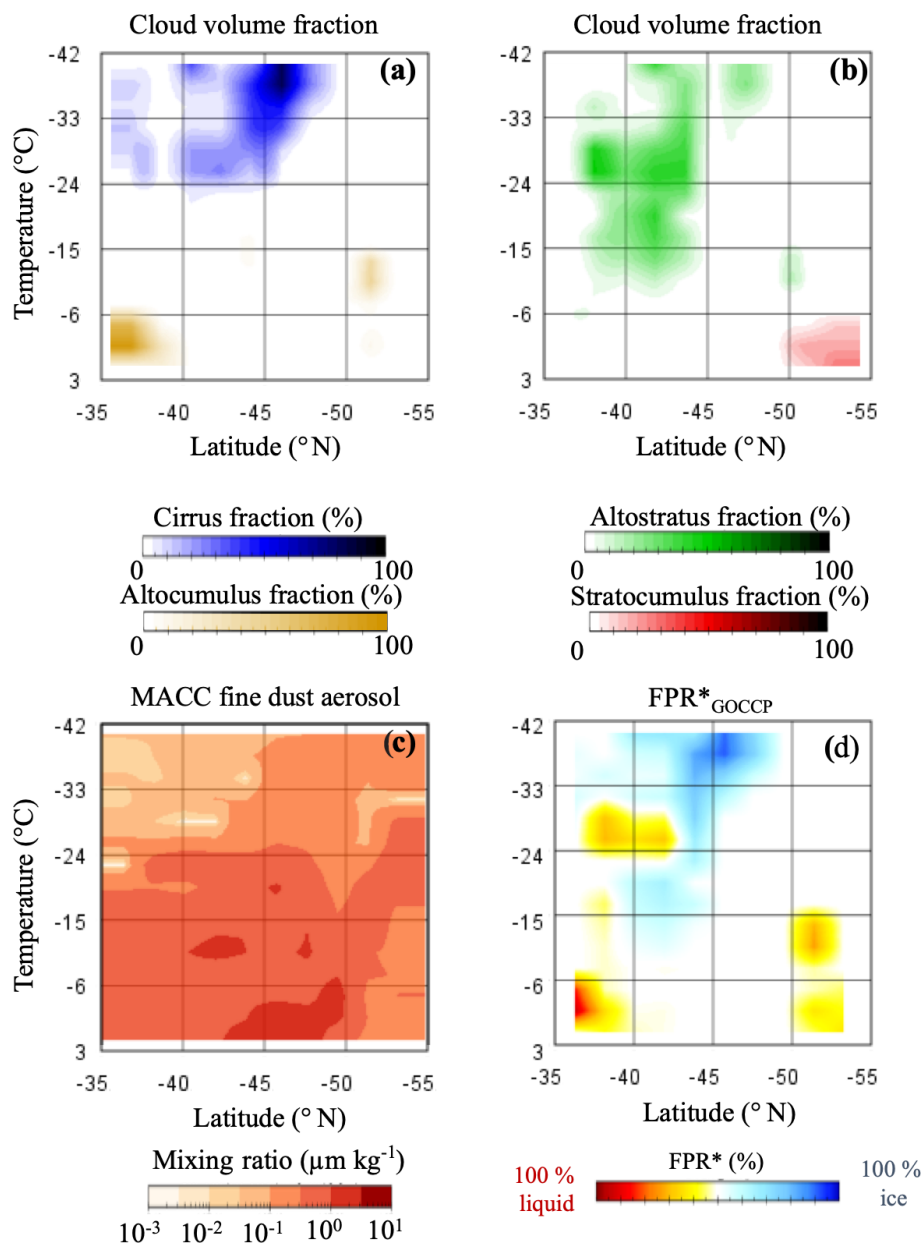 Cloud volume fraction
Cloud volume fraction
(a)
(b)
-42
-33
-24
-15
-6
3
Temperature (°C)
-35 -40 -45 -50 -55
Latitude (° N)
-42
-33
-24
-15
-6
3
-35 -40 -45 -50 -55
Latitude (° N)
Cirrus fraction (%)
0 100
Altocumulus fraction (%)
0 100
Altostratus fraction (%)
0 100
Stratocumulus fraction (%)
0 100
MACC fine dust aerosol
FPR*GOCCP
(c)
(d)
-42
-33
-24
-15
-6
3
Temperature (°C)
-35 -40 -45 -50 -55
Latitude (° N)
-42
-33
-24
-15
-6
3
-35 -40 -45 -50 -55
Latitude (° N)
Mixing ratio (µm kg⁻¹)
10⁻³ 10⁻² 10⁻¹ 10⁰ 10¹
100 %
liquid
FPR* (%)
100 %
ice